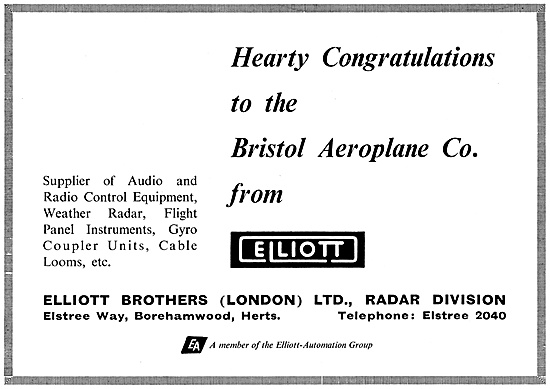 Hearty Congratulations
to the
Bristol Aeroplane Co.
from
Supplier of Audio and
Radio Control Equipment,
Weather Radar, Flight
Panel Instruments, Gyro
Coupler Units, Cable
Looms, etc.
ELLIOTT
ELLIOTT BROTHERS (LONDON) LTD., RADAR DIVISION
Elstree Way, Borehamwood, Herts. Telephone: Elstree 2040
EA A member of the Elliott-Automation Group